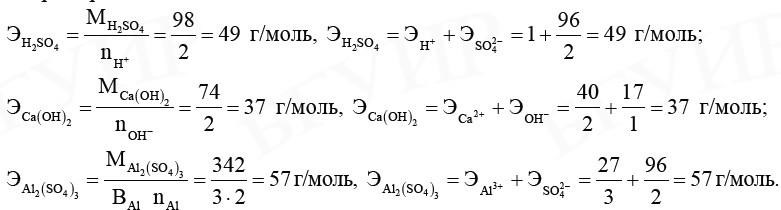 Э_{H₂SO₄} = M_{H₂SO₄} / n_{H⁺} = 98/2 = 49 г/моль, Э_{H₂SO₄} = Э_{H⁺} + Э_{SO₄²⁻} = 1 + 96/2 = 49 г/моль;
Э_{Ca(OH)₂} = M_{Ca(OH)₂} / n_{OH⁻} = 74/2 = 37 г/моль, Э_{Ca(OH)₂} = Э_{Ca²⁺} + Э_{OH⁻} = 40/2 + 17/1 = 37 г/моль;
Э_{Al₂(SO₄)₃} = M_{Al₂(SO₄)₃} / B_{Al} n_{Al} = 342/3·2 = 57 г/моль, Э_{Al₂(SO₄)₃} = Э_{Al³⁺} + Э_{SO₄²⁻} = 27/3 + 96/2 = 57 г/моль.
БГУИР